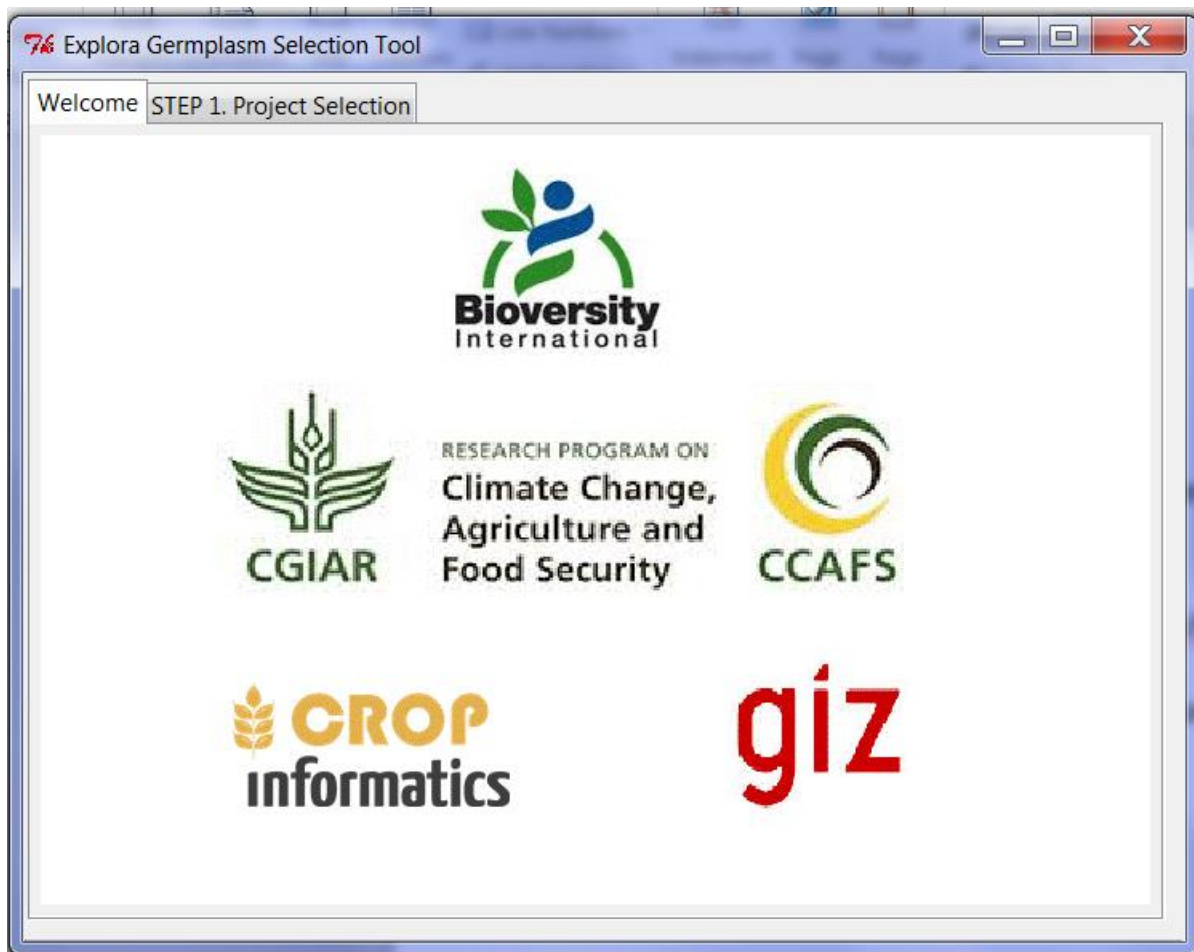 Explora Germplasm Selection Tool
Welcome
STEP 1. Project Selection
Bioversity
International
CGIAR
RESEARCH PROGRAM ON
Climate Change,
Agriculture and
Food Security
CCAFS
CROP
informatics
giz